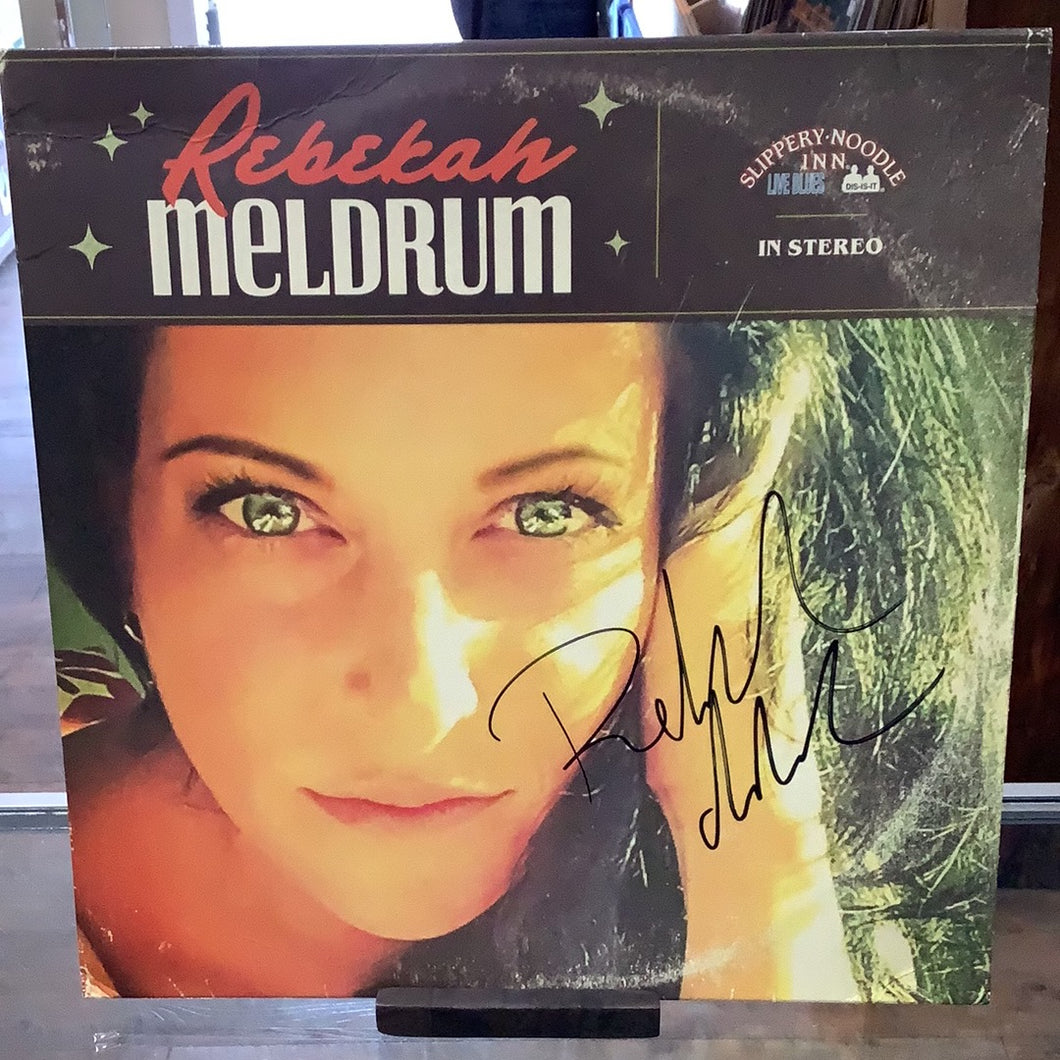 Rebekah
MELDRUM
SLIPPERY·NOODLE
INN.
LIVE BLUES
DIS-IS-IT
IN STEREO